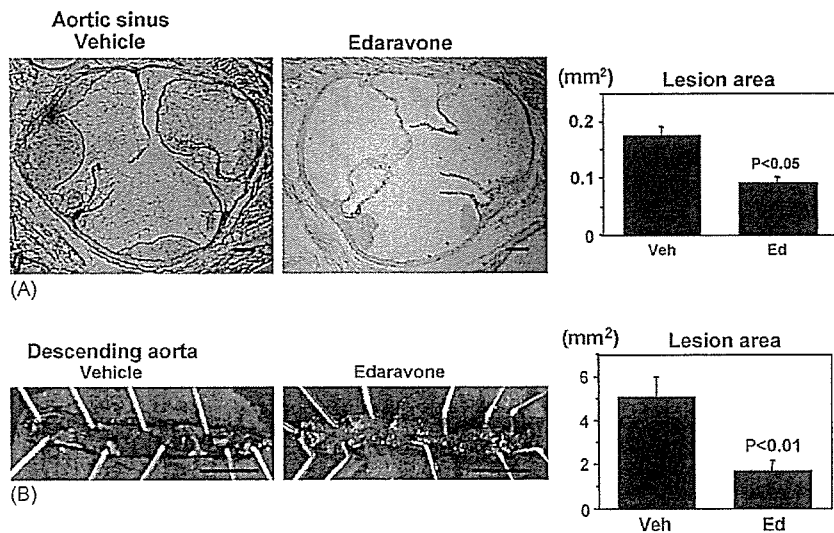 Aortic sinus
Vehicle
Edaravone
(mm²)
Lesion area
0.2
0.1
0
P<0.05
Veh
Ed
(A)
Descending aorta
Vehicle
Edaravone
(mm²)
Lesion area
6
4
2
0
P<0.01
Veh
Ed
(B)